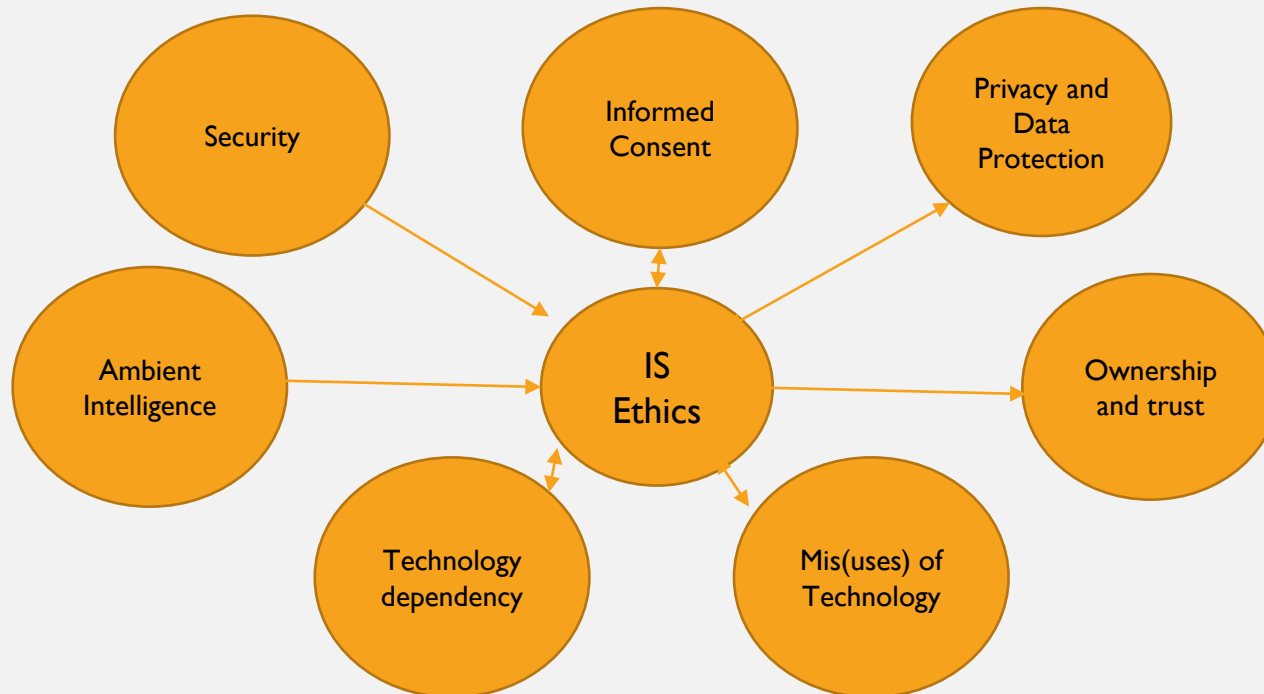 Security
Informed
Consent
Privacy and
Data
Protection
Ambient
Intelligence
IS
Ethics
Ownership
and trust
Technology
dependency
Mis(uses) of
Technology